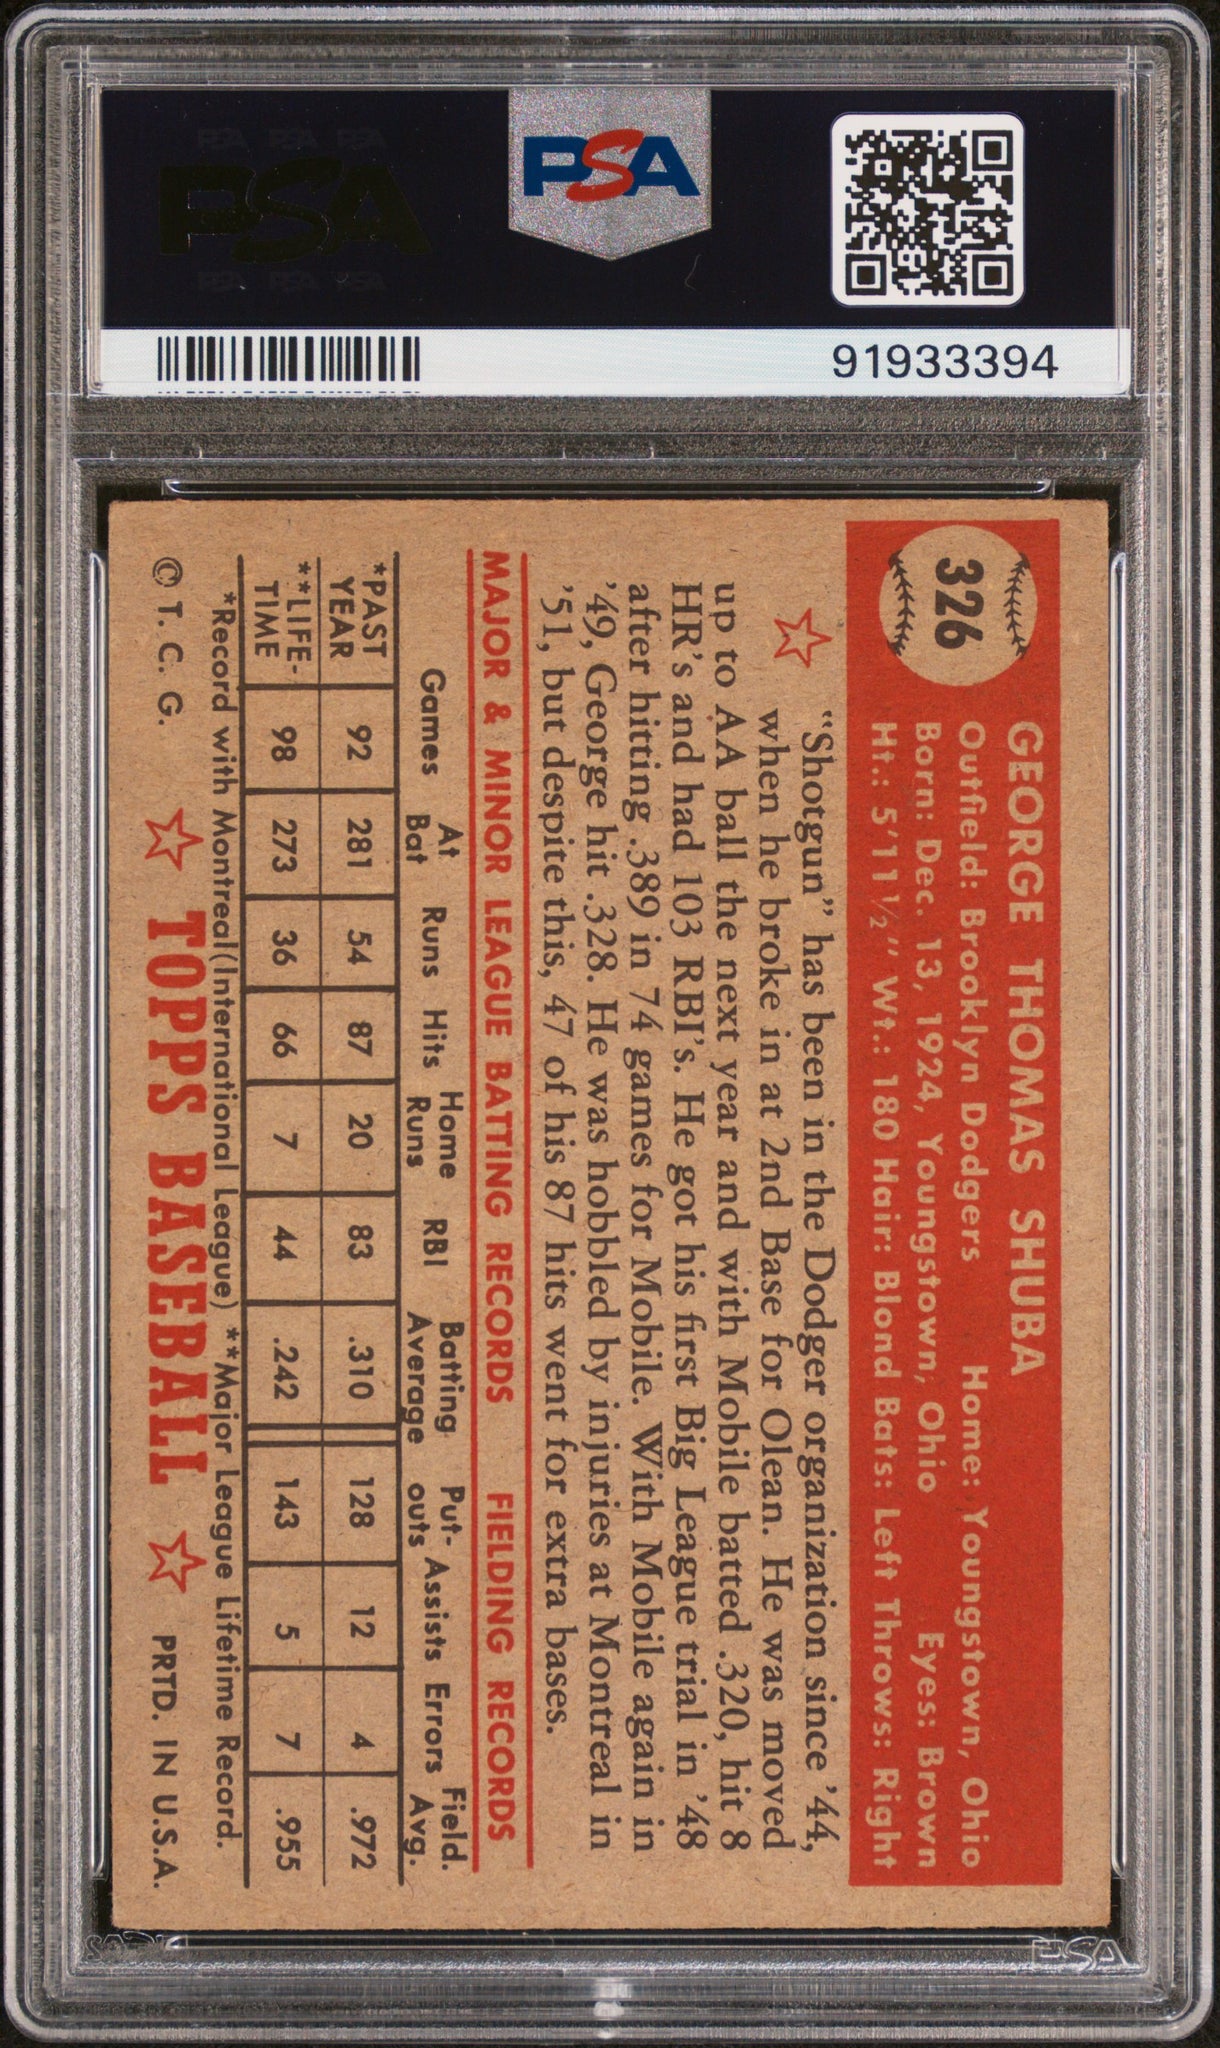 PSA PSA PSA
PSA
PSA PSA PSA
PSA
91933394
326
GEORGE THOMAS SHUBA
Outfield: Brooklyn Dodgers Home: Youngstown, Ohio
Born: Dec. 13, 1924, Youngstown, Ohio Eyes: Brown
Ht.: 5'11½" Wt.: 180 Hair: Blond Bats: Left Throws: Right
"Shotgun" has been in the Dodger organization since '44,
when he broke in at 2nd Base for Olean. He was moved
up to AA ball the next year and with Mobile batted .320, hit 8
HR's and had 103 RBI's. He got his first Big League trial in '48
after hitting .389 in 74 games for Mobile. With Mobile again in
'49, George hit .328. He was hobbled by injuries at Montreal in
'51, but despite this, 47 of his 87 hits went for extra bases.
MAJOR & MINOR LEAGUE BATTING RECORDS FIELDING RECORDS
Games At Bat Runs Hits Home Runs RBI Batting Average Put-outs Assists Errors Field. Avg.
*PAST YEAR 92 281 54 87 20 83 .310 128 12 4 .972
**LIFE-TIME 98 273 36 66 7 44 .242 143 5 7 .955
*Record with Montreal(International League) **Major League Lifetime Record.
© T. C. G. TOPPS BASEBALL PRTD. IN U.S.A.
PSA